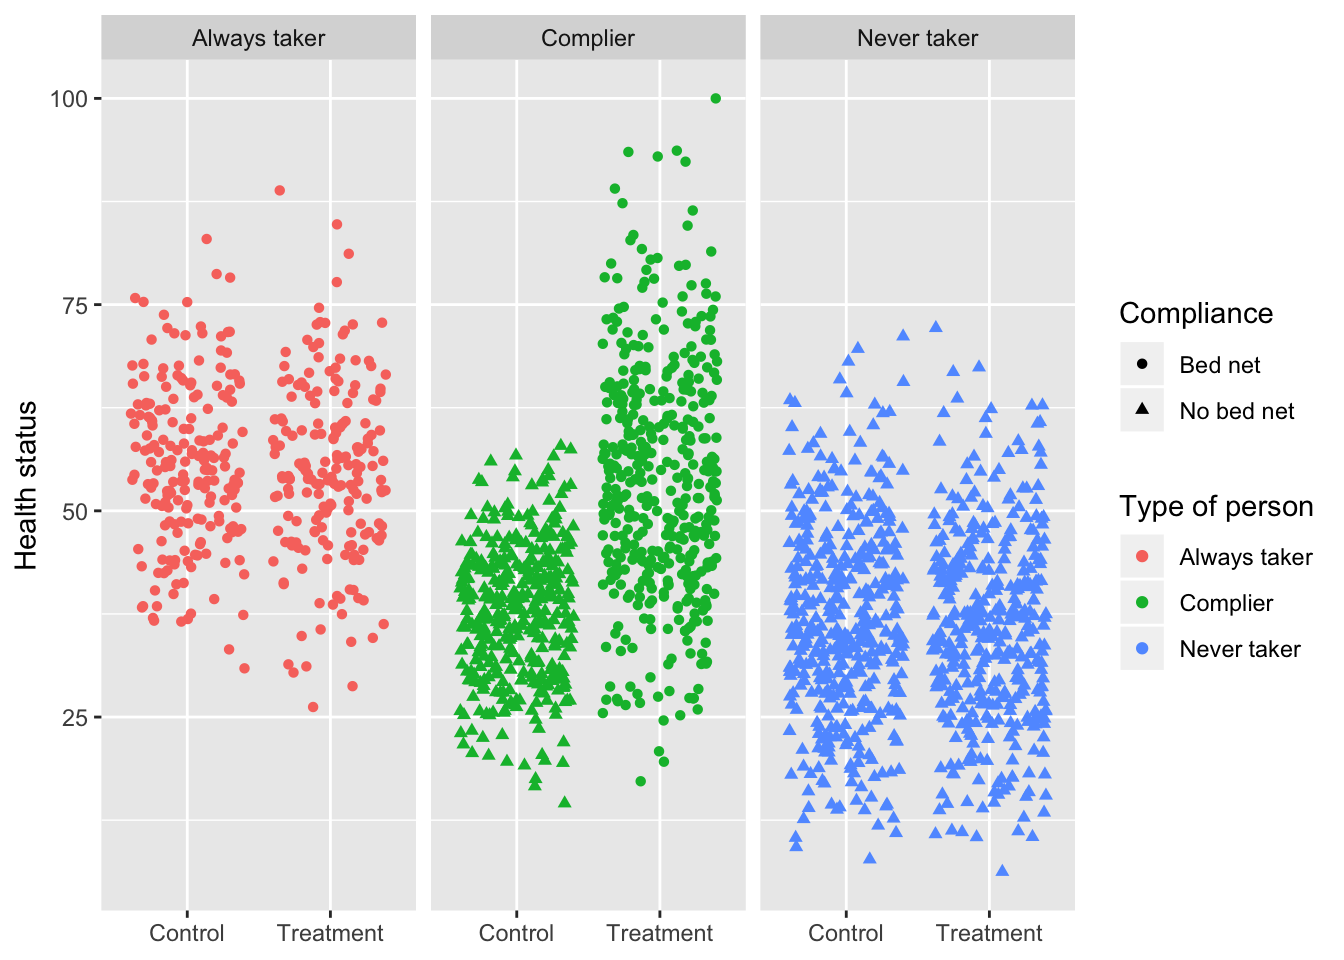 Always taker
Complier
Never taker
100
75
50
25
Health status
Control
Treatment
Control
Treatment
Control
Treatment
Compliance
Bed net
No bed net
Type of person
Always taker
Complier
Never taker